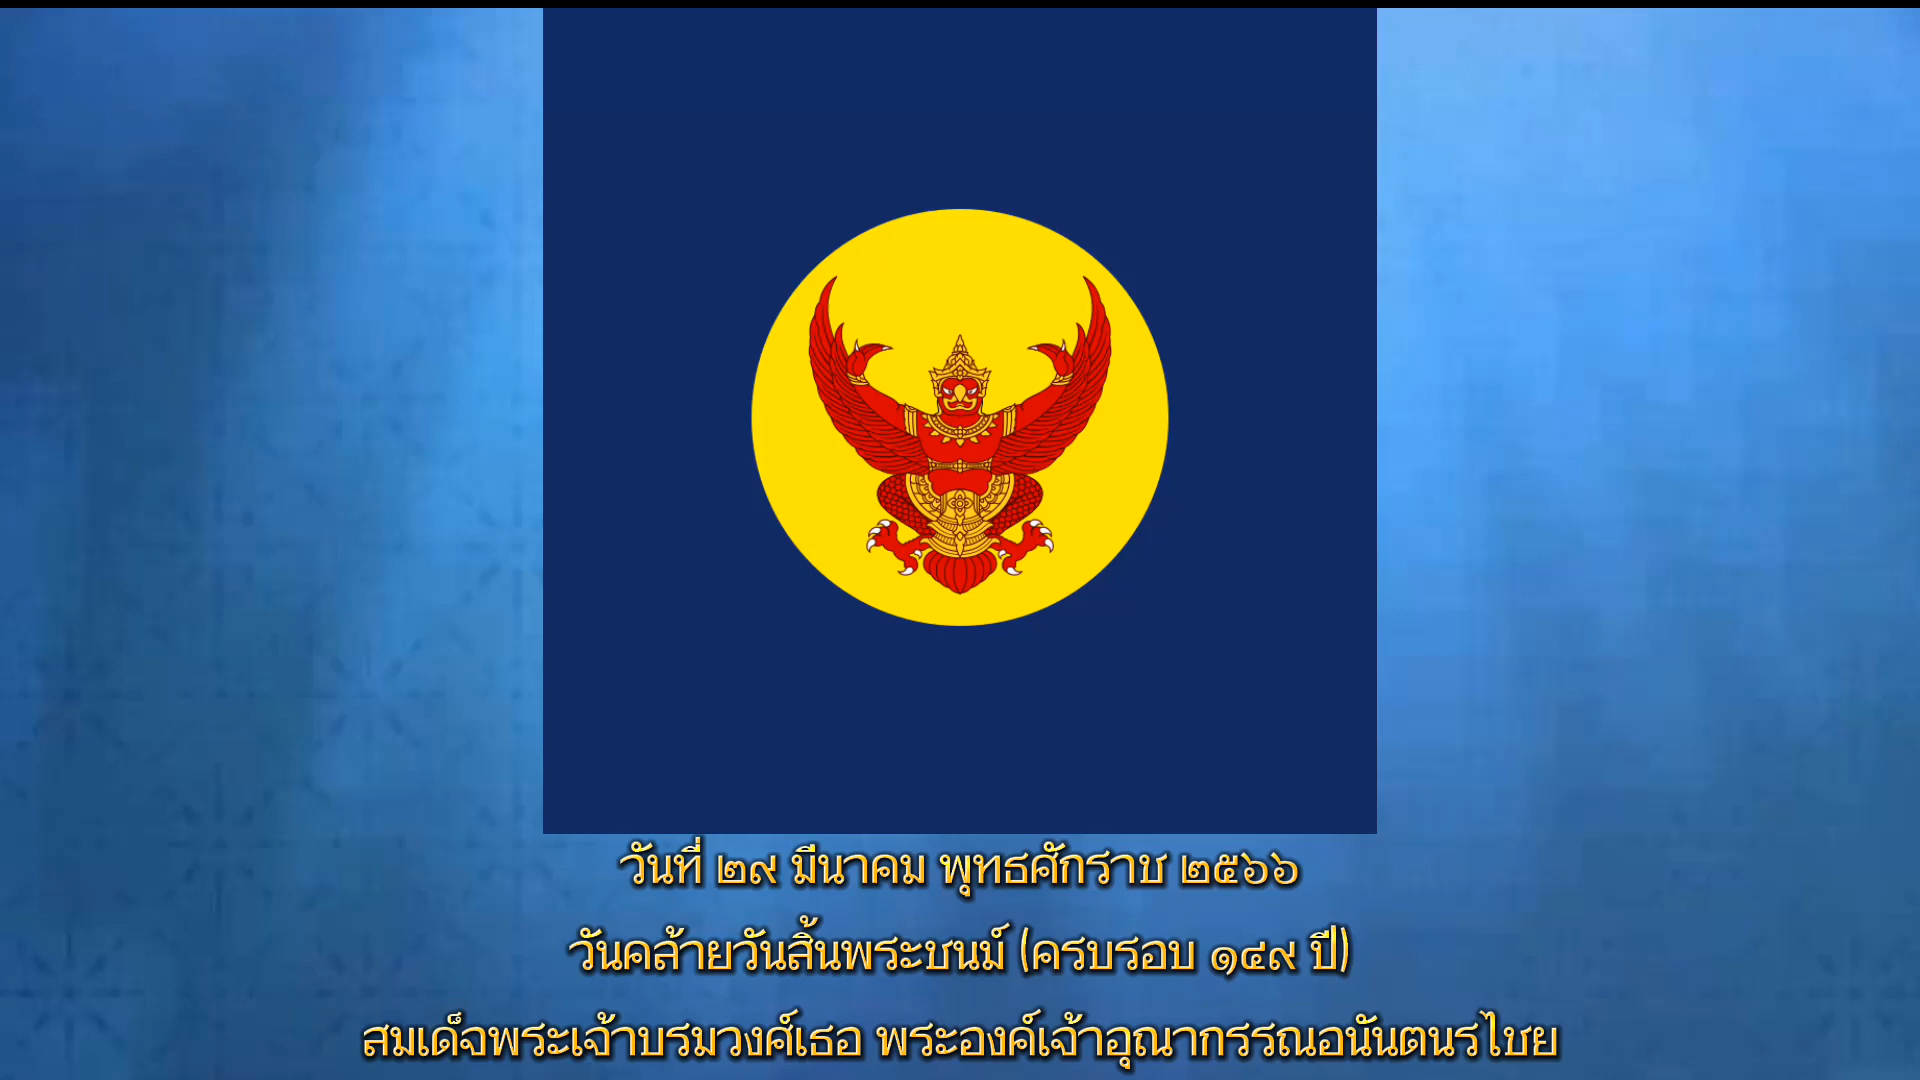 วันที่ ๒๙ มีนาคม พุทธศักราช ๒๕๖๖
วันคล้ายวันสิ้นพระชนม์ (ครบรอบ ๑๔๙ ปี)
สมเด็จพระเจ้าบรมวงศ์เธอ พระองค์เจ้าอุณากรรณอนันตนรไชย